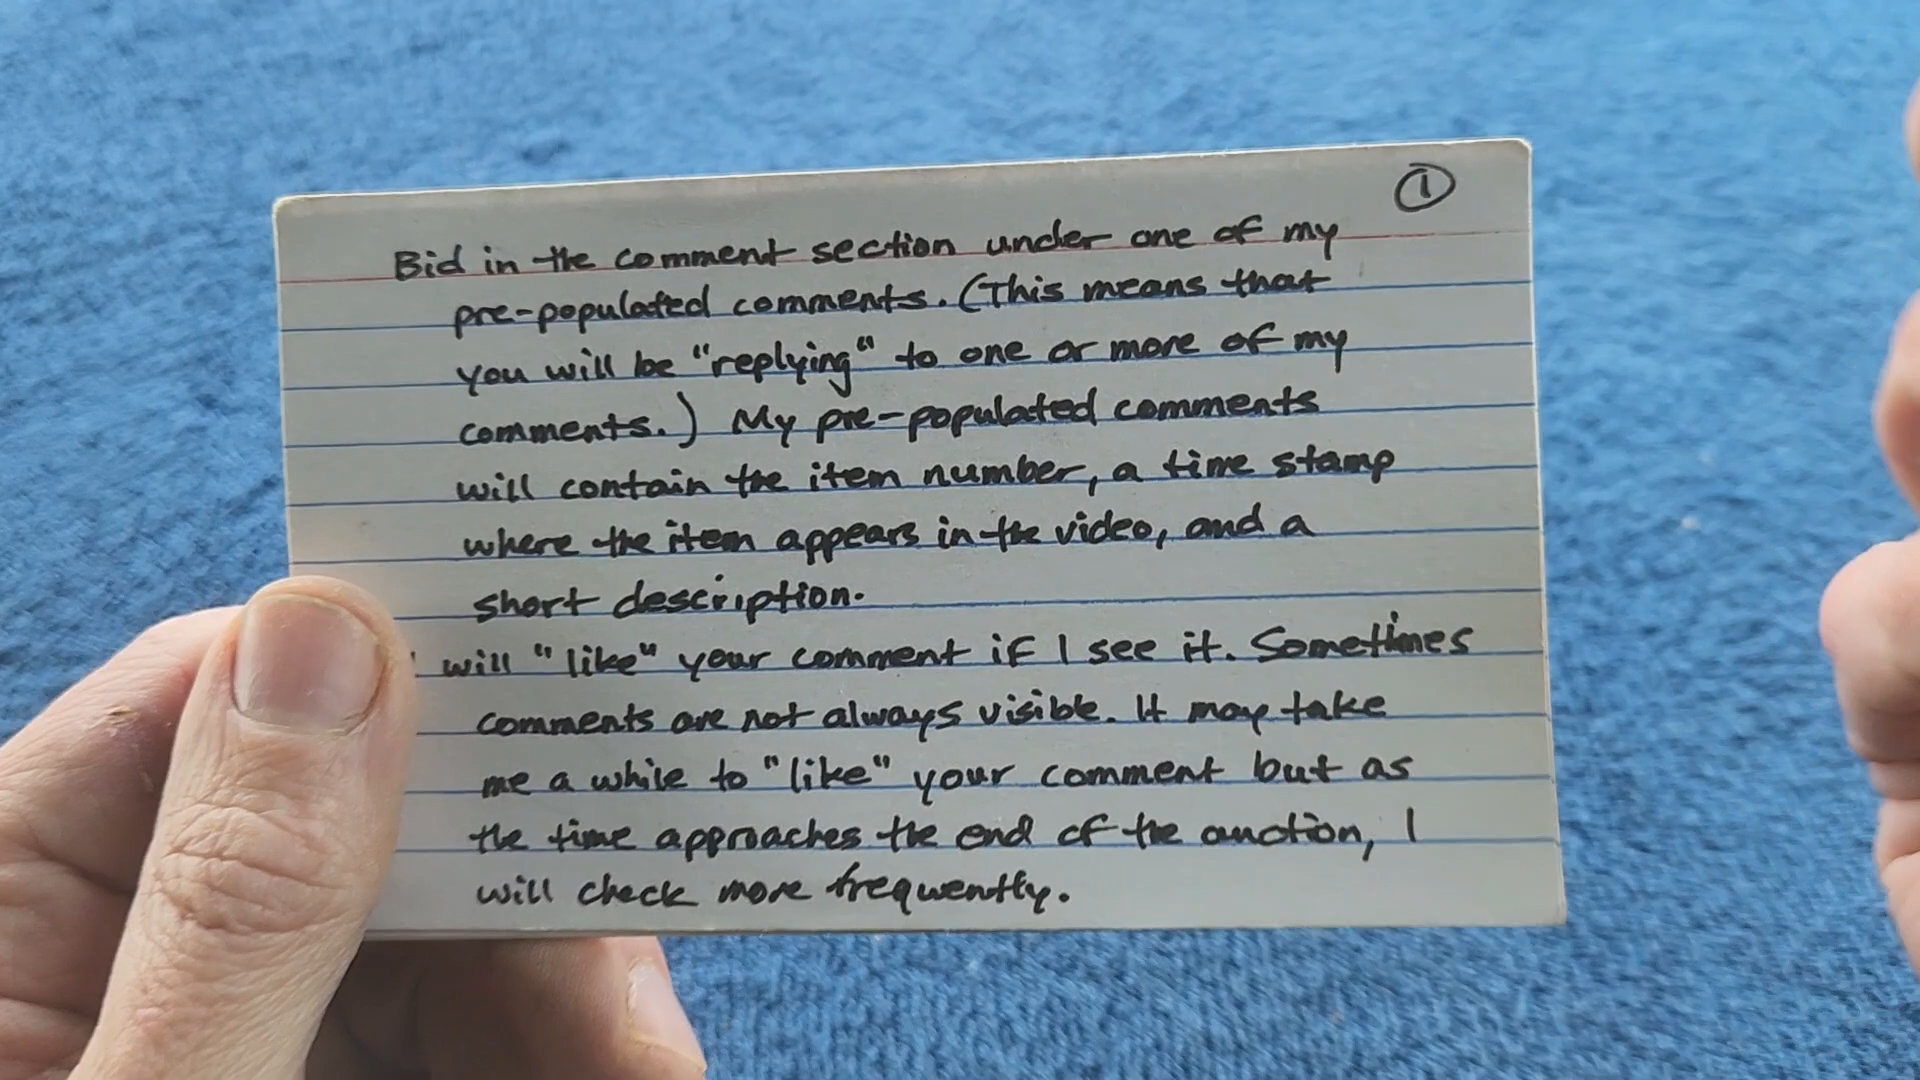 1
Bid in the comment section under one of my
pre-populated comments. (This means that
you will be "replying" to one or more of my
comments.) My pre-populated comments
will contain the item number, a time stamp
where the item appears in the video, and a
short description.
will "like" your comment if I see it. Sometimes
comments are not always visible. It may take
me a while to "like" your comment but as
the time approaches the end of the auction, I
will check more frequently.